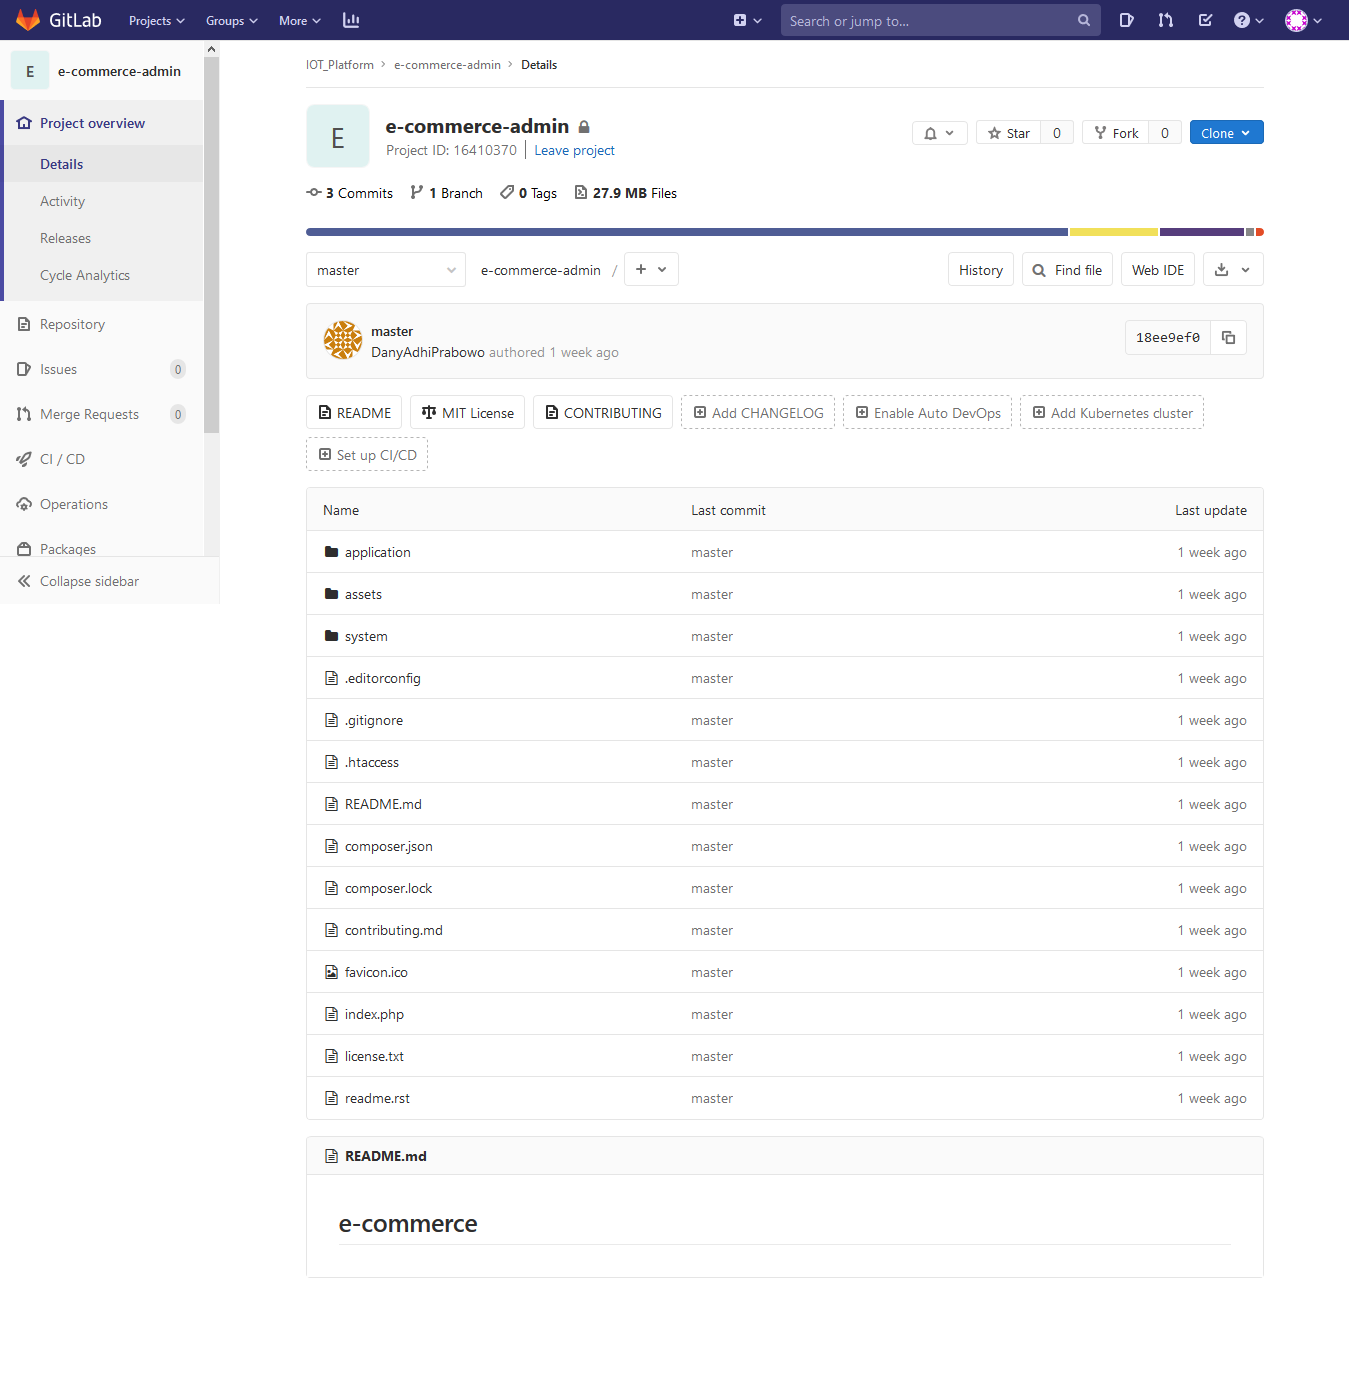 GitLab Projects Groups More Search or jump to...
E e-commerce-admin
Project overview
Details
Activity
Releases
Cycle Analytics
Repository
Issues 0
Merge Requests 0
CI / CD
Operations
Packages
Collapse sidebar
IOT_Platform > e-commerce-admin > Details
E
e-commerce-admin
Project ID: 16410370 | Leave project
Star 0 Fork 0 Clone
3 Commits 1 Branch 0 Tags 27.9 MB Files
master e-commerce-admin / + History Find file Web IDE
master
DanyAdhiPrabowo authored 1 week ago
18ee9ef0
README MIT License CONTRIBUTING Add CHANGELOG Enable Auto DevOps Add Kubernetes cluster
Set up CI/CD
Name Last commit Last update
application master 1 week ago
assets master 1 week ago
system master 1 week ago
.editorconfig master 1 week ago
.gitignore master 1 week ago
.htaccess master 1 week ago
README.md master 1 week ago
composer.json master 1 week ago
composer.lock master 1 week ago
contributing.md master 1 week ago
favicon.ico master 1 week ago
index.php master 1 week ago
license.txt master 1 week ago
readme.rst master 1 week ago
README.md
e-commerce